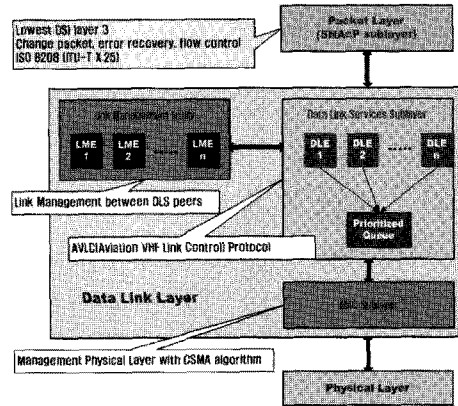 Packet Layer
(SNAcP sublayer)
Lowest OSI layer 3
Change packet, error recovery, flow control
ISO 8208 (ITU-T X.25)
Link Management Entity
LME
1
LME
2
LME
n
Data Link Services Sublayer
DLE
1
DLE
2
DLE
n
Link Management between DLS peers
Prioritized
Queue
AVLC(Aviation VHF Link Control) Protocol
Data Link Layer
Management Physical Layer with CSMA algorithm
Physical Layer